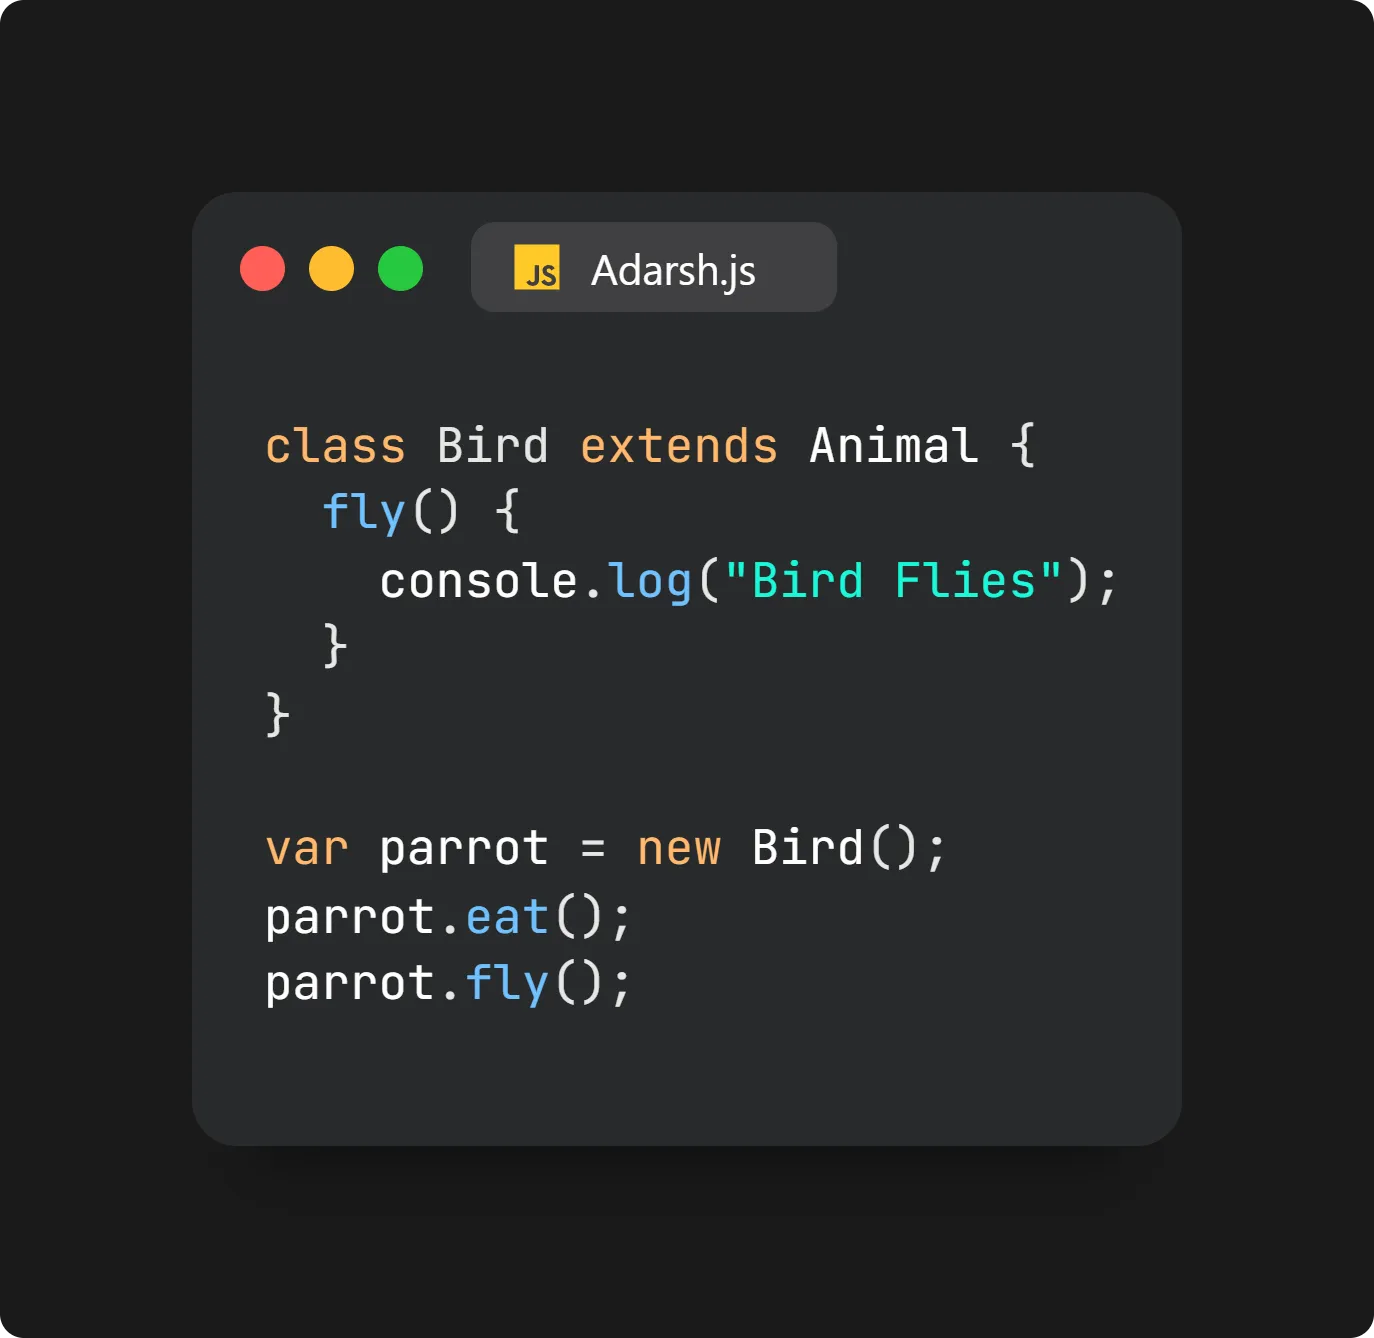 JS Adarsh.js
class Bird extends Animal {
  fly() {
    console.log("Bird Flies");
  }
}

var parrot = new Bird();
parrot.eat();
parrot.fly();